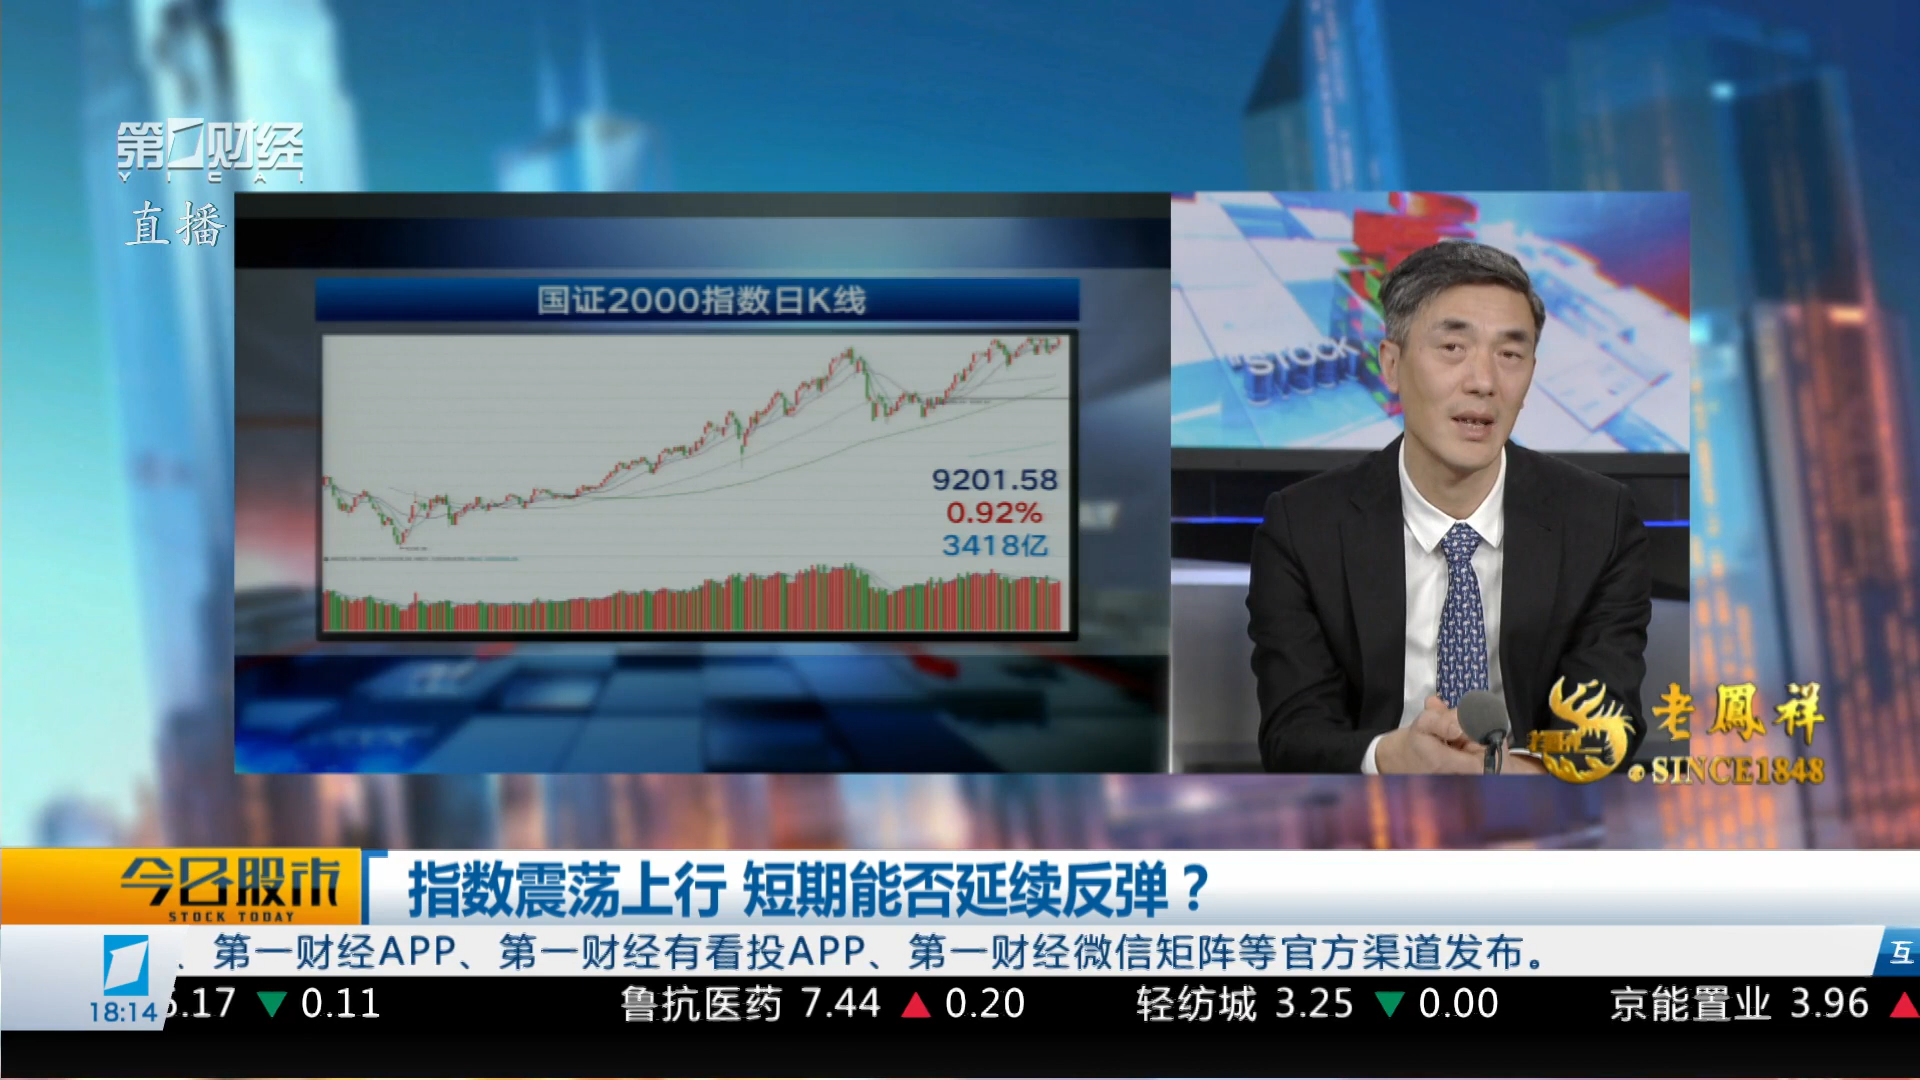 第一财经
YICAI
直播
国证2000指数日K线
9201.58
0.92%
3418亿
STOCK
老鳳祥
SINCE1848
今日股市
STOCK TODAY
指数震荡上行 短期能否延续反弹？
、第一财经APP、第一财经有看投APP、第一财经微信矩阵等官方渠道发布。
互
18:14
6.17 ▼ 0.11 鲁抗医药 7.44 ▲ 0.20 轻纺城 3.25 ▼ 0.00 京能置业 3.96 ▲